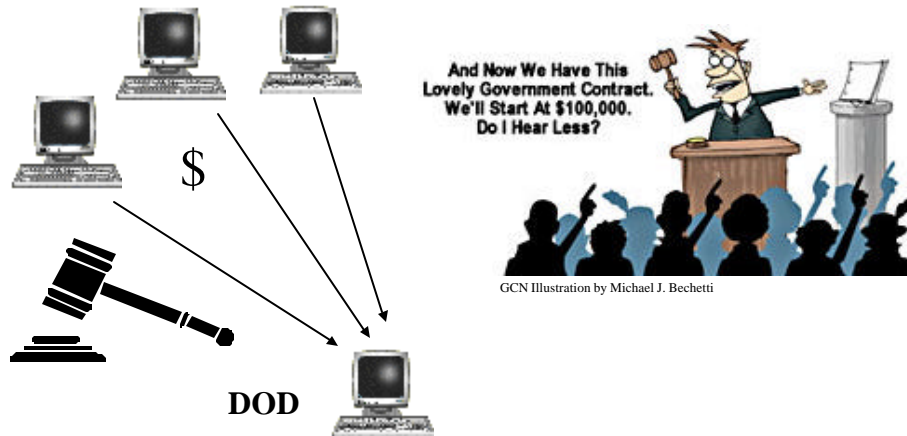 And Now We Have This
Lovely Government Contract.
We'll Start At $100,000.
Do I Hear Less?
$
GCN Illustration by Michael J. Bechetti
DOD